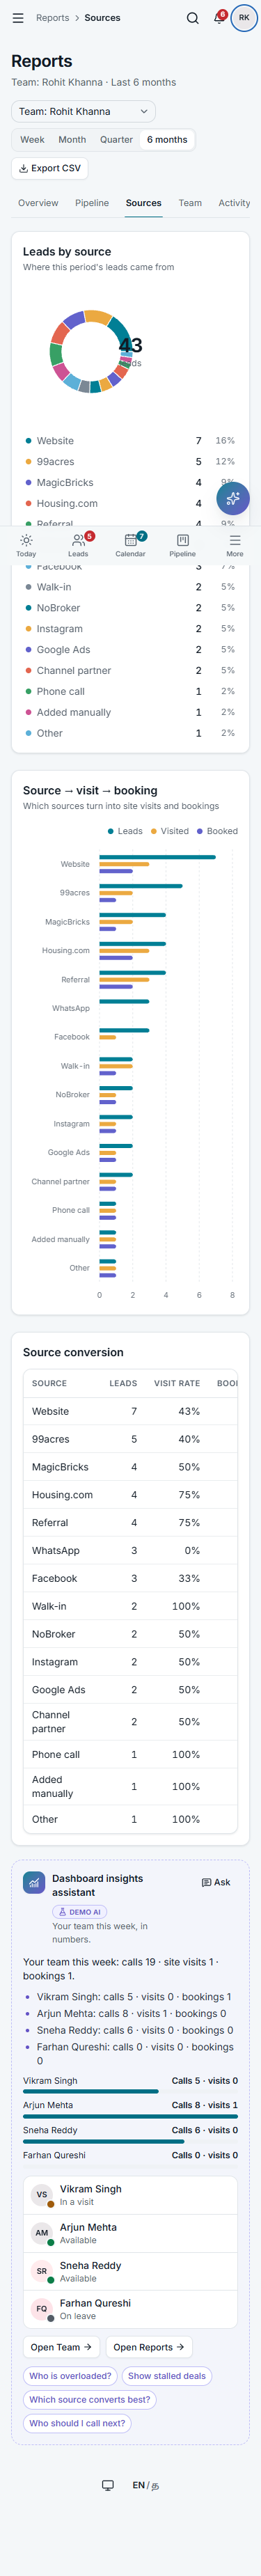 Reports > Sources
6
RK
Reports
Team: Rohit Khanna · Last 6 months
Team: Rohit Khanna
Week Month Quarter 6 months
Export CSV
Overview Pipeline Sources Team Activity
Leads by source
Where this period's leads came from
43
Website 7 16%
99acres 5 12%
MagicBricks 4 9%
Housing.com 4
Referral 4 9%
5 7
Today Leads Calendar Pipeline More
Facebook 3 7%
Walk-in 2 5%
NoBroker 2 5%
Instagram 2 5%
Google Ads 2 5%
Channel partner 2 5%
Phone call 1 2%
Added manually 1 2%
Other 1 2%
Source → visit → booking
Which sources turn into site visits and bookings
Leads Visited Booked
Website
99acres
MagicBricks
Housing.com
Referral
WhatsApp
Facebook
Walk-in
NoBroker
Instagram
Google Ads
Channel partner
Phone call
Added manually
Other
0 2 4 6 8
Source conversion
SOURCE LEADS VISIT RATE
Website 7 43%
99acres 5 40%
MagicBricks 4 50%
Housing.com 4 75%
Referral 4 75%
WhatsApp 3 0%
Facebook 3 33%
Walk-in 2 100%
NoBroker 2 50%
Instagram 2 50%
Google Ads 2 50%
Channel
partner 2 50%
Phone call 1 100%
Added
manually 1 100%
Other 1 100%
Dashboard insights
assistant
Ask
DEMO AI
Your team this week, in
numbers.
Your team this week: calls 19 · site visits 1 ·
bookings 1.
• Vikram Singh: calls 5 · visits 0 · bookings 1
• Arjun Mehta: calls 8 · visits 1 · bookings 0
• Sneha Reddy: calls 6 · visits 0 · bookings 0
• Farhan Qureshi: calls 0 · visits 0 · bookings
0
Vikram Singh Calls 5 · visits 0
Arjun Mehta Calls 8 · visits 1
Sneha Reddy Calls 6 · visits 0
Farhan Qureshi Calls 0 · visits 0
VS Vikram Singh
In a visit
AM Arjun Mehta
Available
SR Sneha Reddy
Available
FQ Farhan Qureshi
On leave
Open Team → Open Reports →
Who is overloaded? Show stalled deals
Which source converts best?
Who should I call next?
EN / த